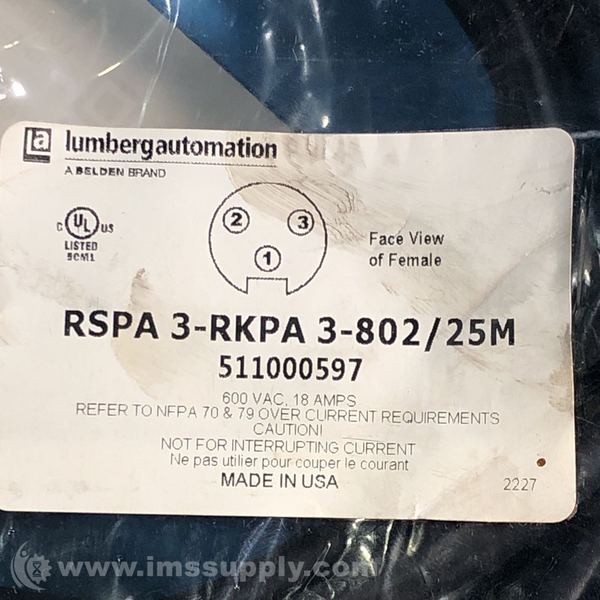 la lumbergautomation
A BELDEN BRAND
C UL US
LISTED
9CM1
2 3
1
Face View
of Female
RSPA 3-RKPA 3-802/25M
511000597
600 VAC, 18 AMPS
REFER TO NFPA 70 & 79 OVER CURRENT REQUIREMENTS
CAUTION!
NOT FOR INTERRUPTING CURRENT
Ne pas utilier pour couper le courant
MADE IN USA
2227
www.imssupply.com